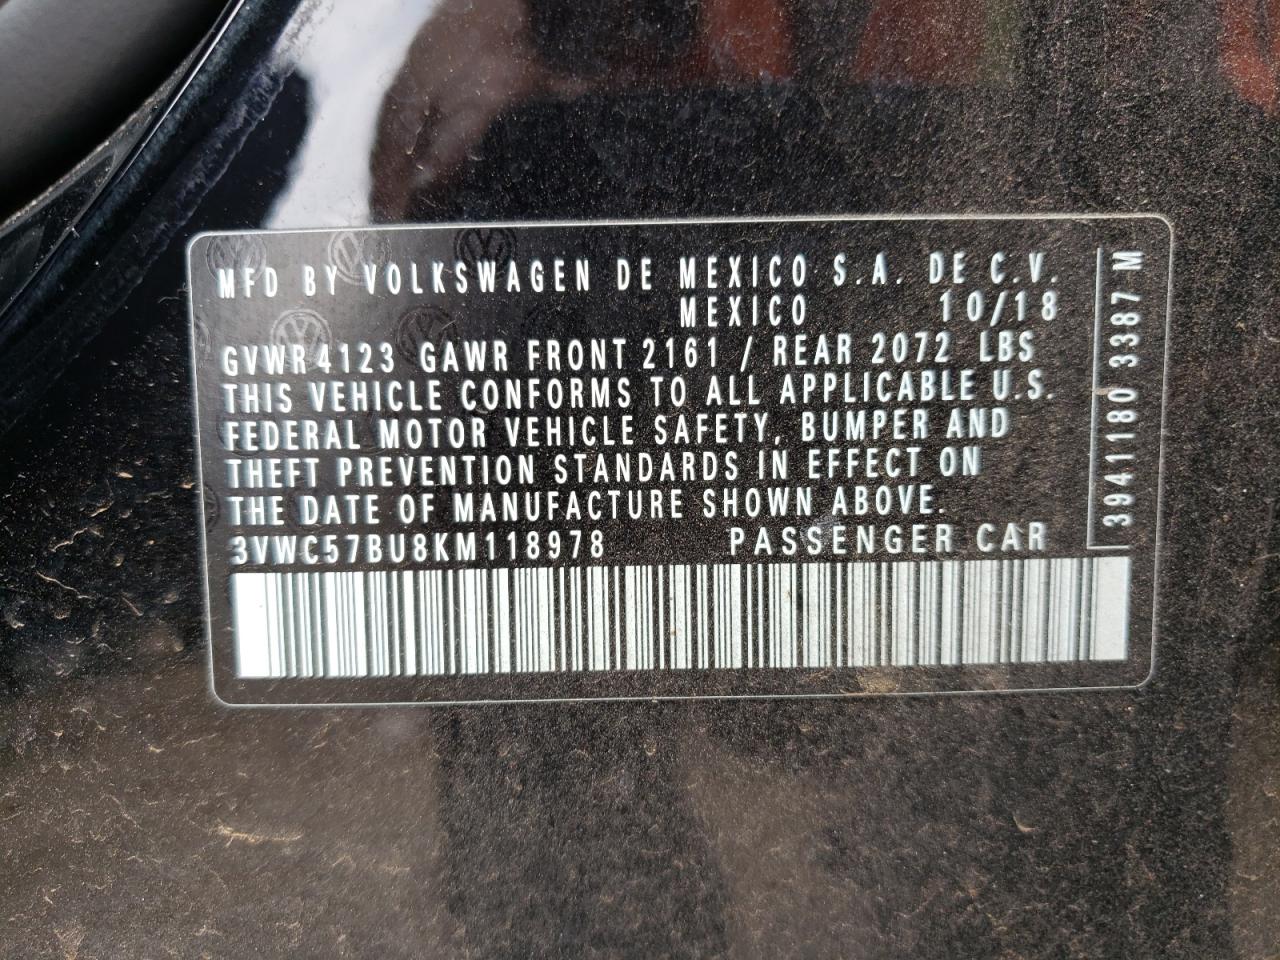 MFD BY VOLKSWAGEN DE MEXICO S.A. DE C.V.
MEXICO 10/18
GVWR 4123 GAWR FRONT 2161 / REAR 2072 LBS
THIS VEHICLE CONFORMS TO ALL APPLICABLE U.S.
FEDERAL MOTOR VEHICLE SAFETY, BUMPER AND
THEFT PREVENTION STANDARDS IN EFFECT ON
THE DATE OF MANUFACTURE SHOWN ABOVE.
3VWC57BU8KM118978 PASSENGER CAR
3941180 3387 M